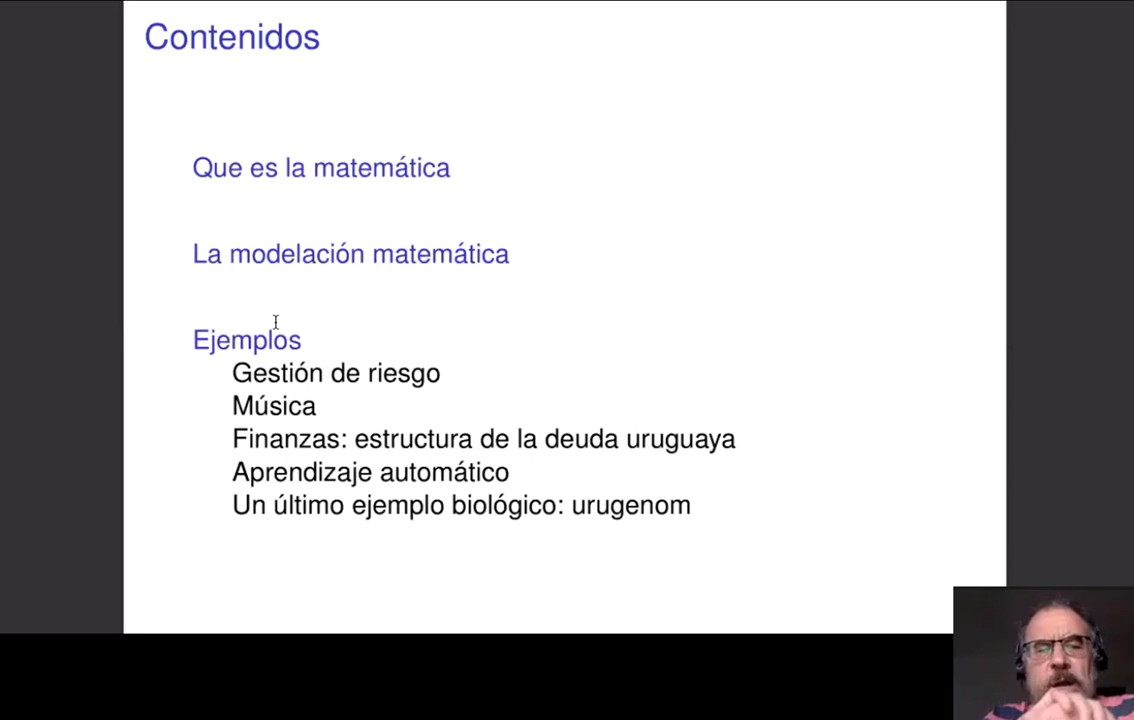 Contenidos
Que es la matemática
La modelación matemática
Ejemplos
Gestión de riesgo
Música
Finanzas: estructura de la deuda uruguaya
Aprendizaje automático
Un último ejemplo biológico: urugenom